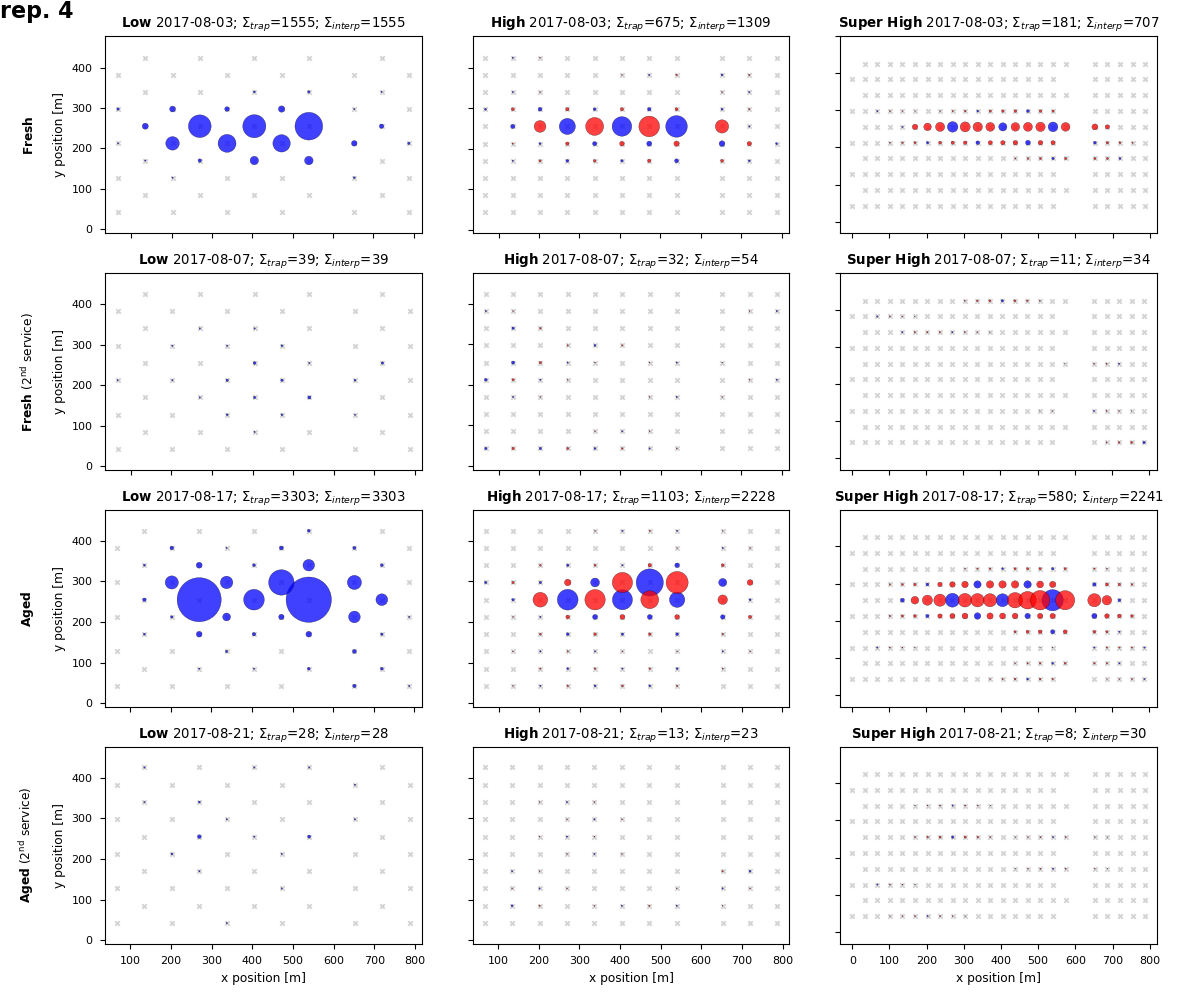 rep. 4
Low 2017-08-03; Σtrap=1555; Σinterp=1555
High 2017-08-03; Σtrap=675; Σinterp=1309
Super High 2017-08-03; Σtrap=181; Σinterp=707
Fresh
y position [m]
400
300
200
100
0
Low 2017-08-07; Σtrap=39; Σinterp=39
High 2017-08-07; Σtrap=32; Σinterp=54
Super High 2017-08-07; Σtrap=11; Σinterp=34
Fresh (2nd service)
y position [m]
400
300
200
100
0
Low 2017-08-17; Σtrap=3303; Σinterp=3303
High 2017-08-17; Σtrap=1103; Σinterp=2228
Super High 2017-08-17; Σtrap=580; Σinterp=2241
Aged
y position [m]
400
300
200
100
0
Low 2017-08-21; Σtrap=28; Σinterp=28
High 2017-08-21; Σtrap=13; Σinterp=23
Super High 2017-08-21; Σtrap=8; Σinterp=30
Aged (2nd service)
y position [m]
400
300
200
100
0
100 200 300 400 500 600 700 800
100 200 300 400 500 600 700 800
0 100 200 300 400 500 600 700 800
x position [m]
x position [m]
x position [m]